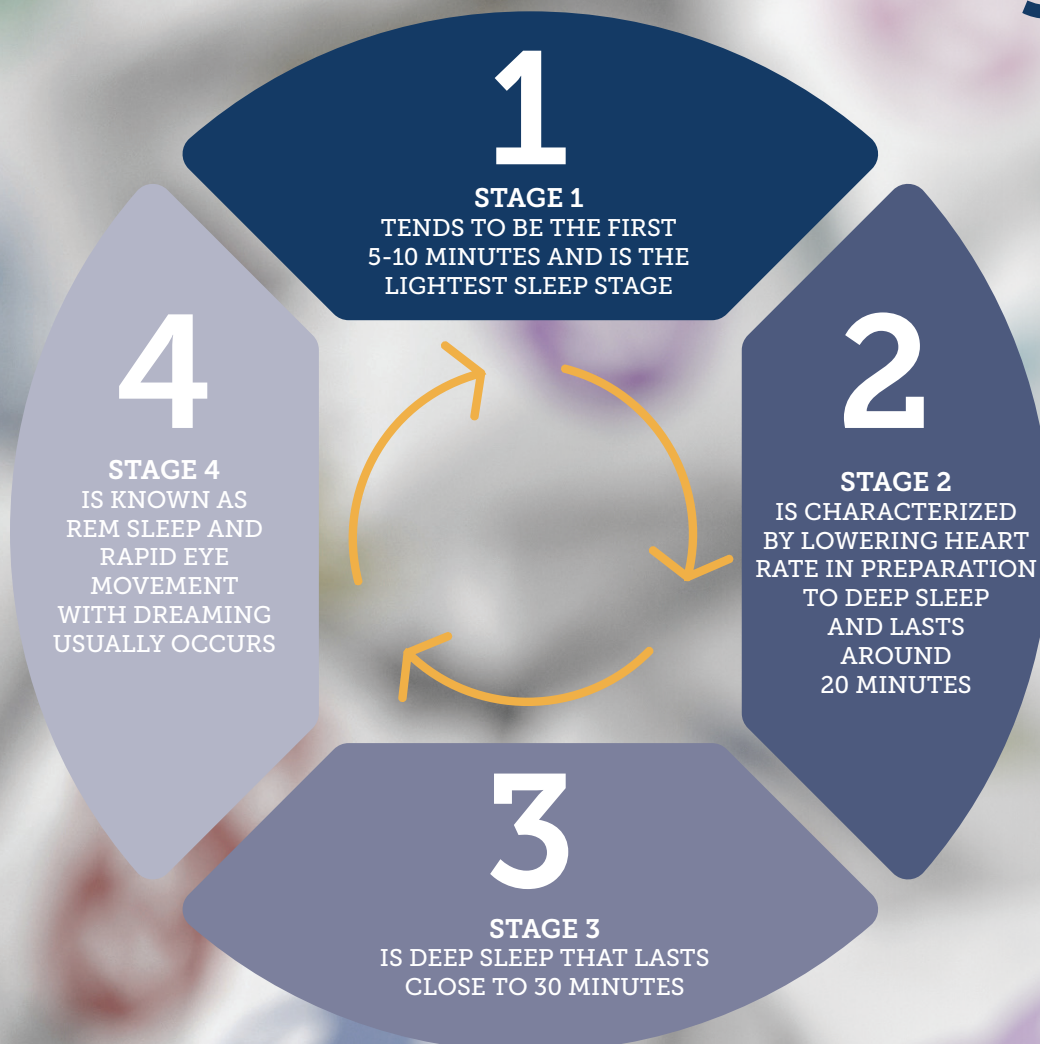 1
STAGE 1
TENDS TO BE THE FIRST
5-10 MINUTES AND IS THE
LIGHTEST SLEEP STAGE
2
STAGE 2
IS CHARACTERIZED
BY LOWERING HEART
RATE IN PREPARATION
TO DEEP SLEEP
AND LASTS
AROUND
20 MINUTES
3
STAGE 3
IS DEEP SLEEP THAT LASTS
CLOSE TO 30 MINUTES
4
STAGE 4
IS KNOWN AS
REM SLEEP AND
RAPID EYE
MOVEMENT
WITH DREAMING
USUALLY OCCURS